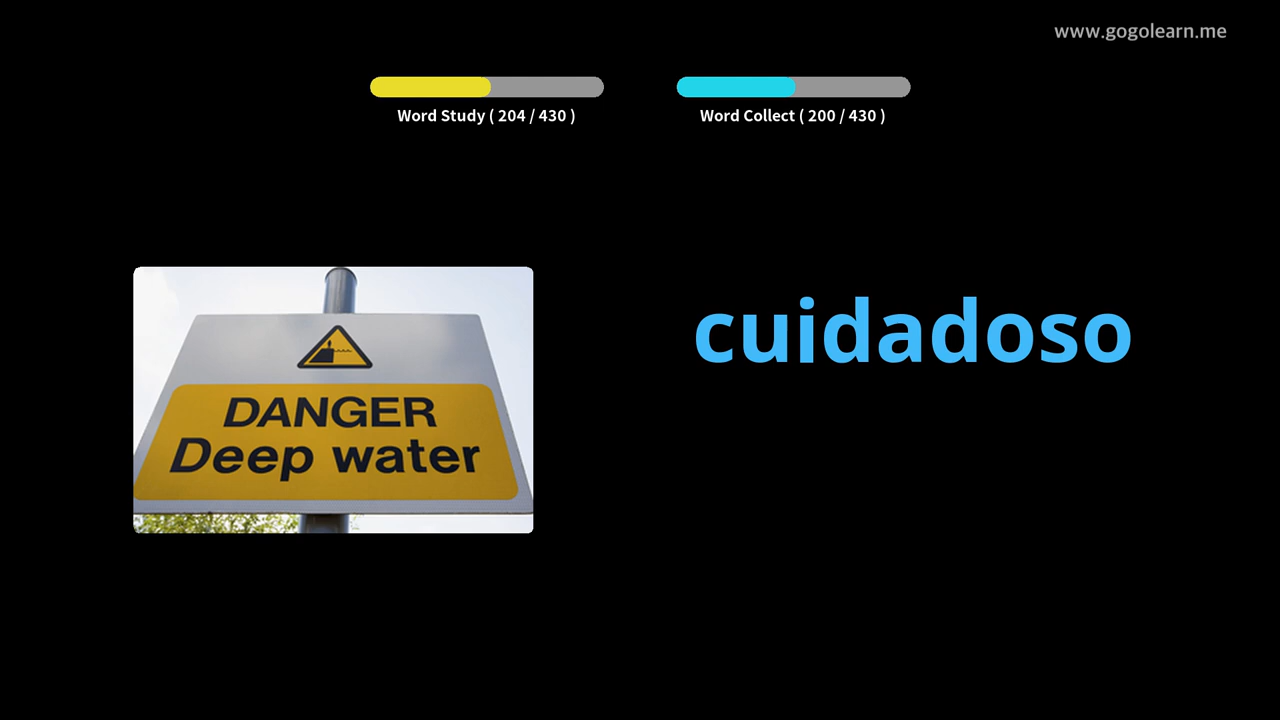 www.gogolearn.me
Word Study ( 204 / 430 )
Word Collect ( 200 / 430 )
cuidadoso
DANGER
Deep water